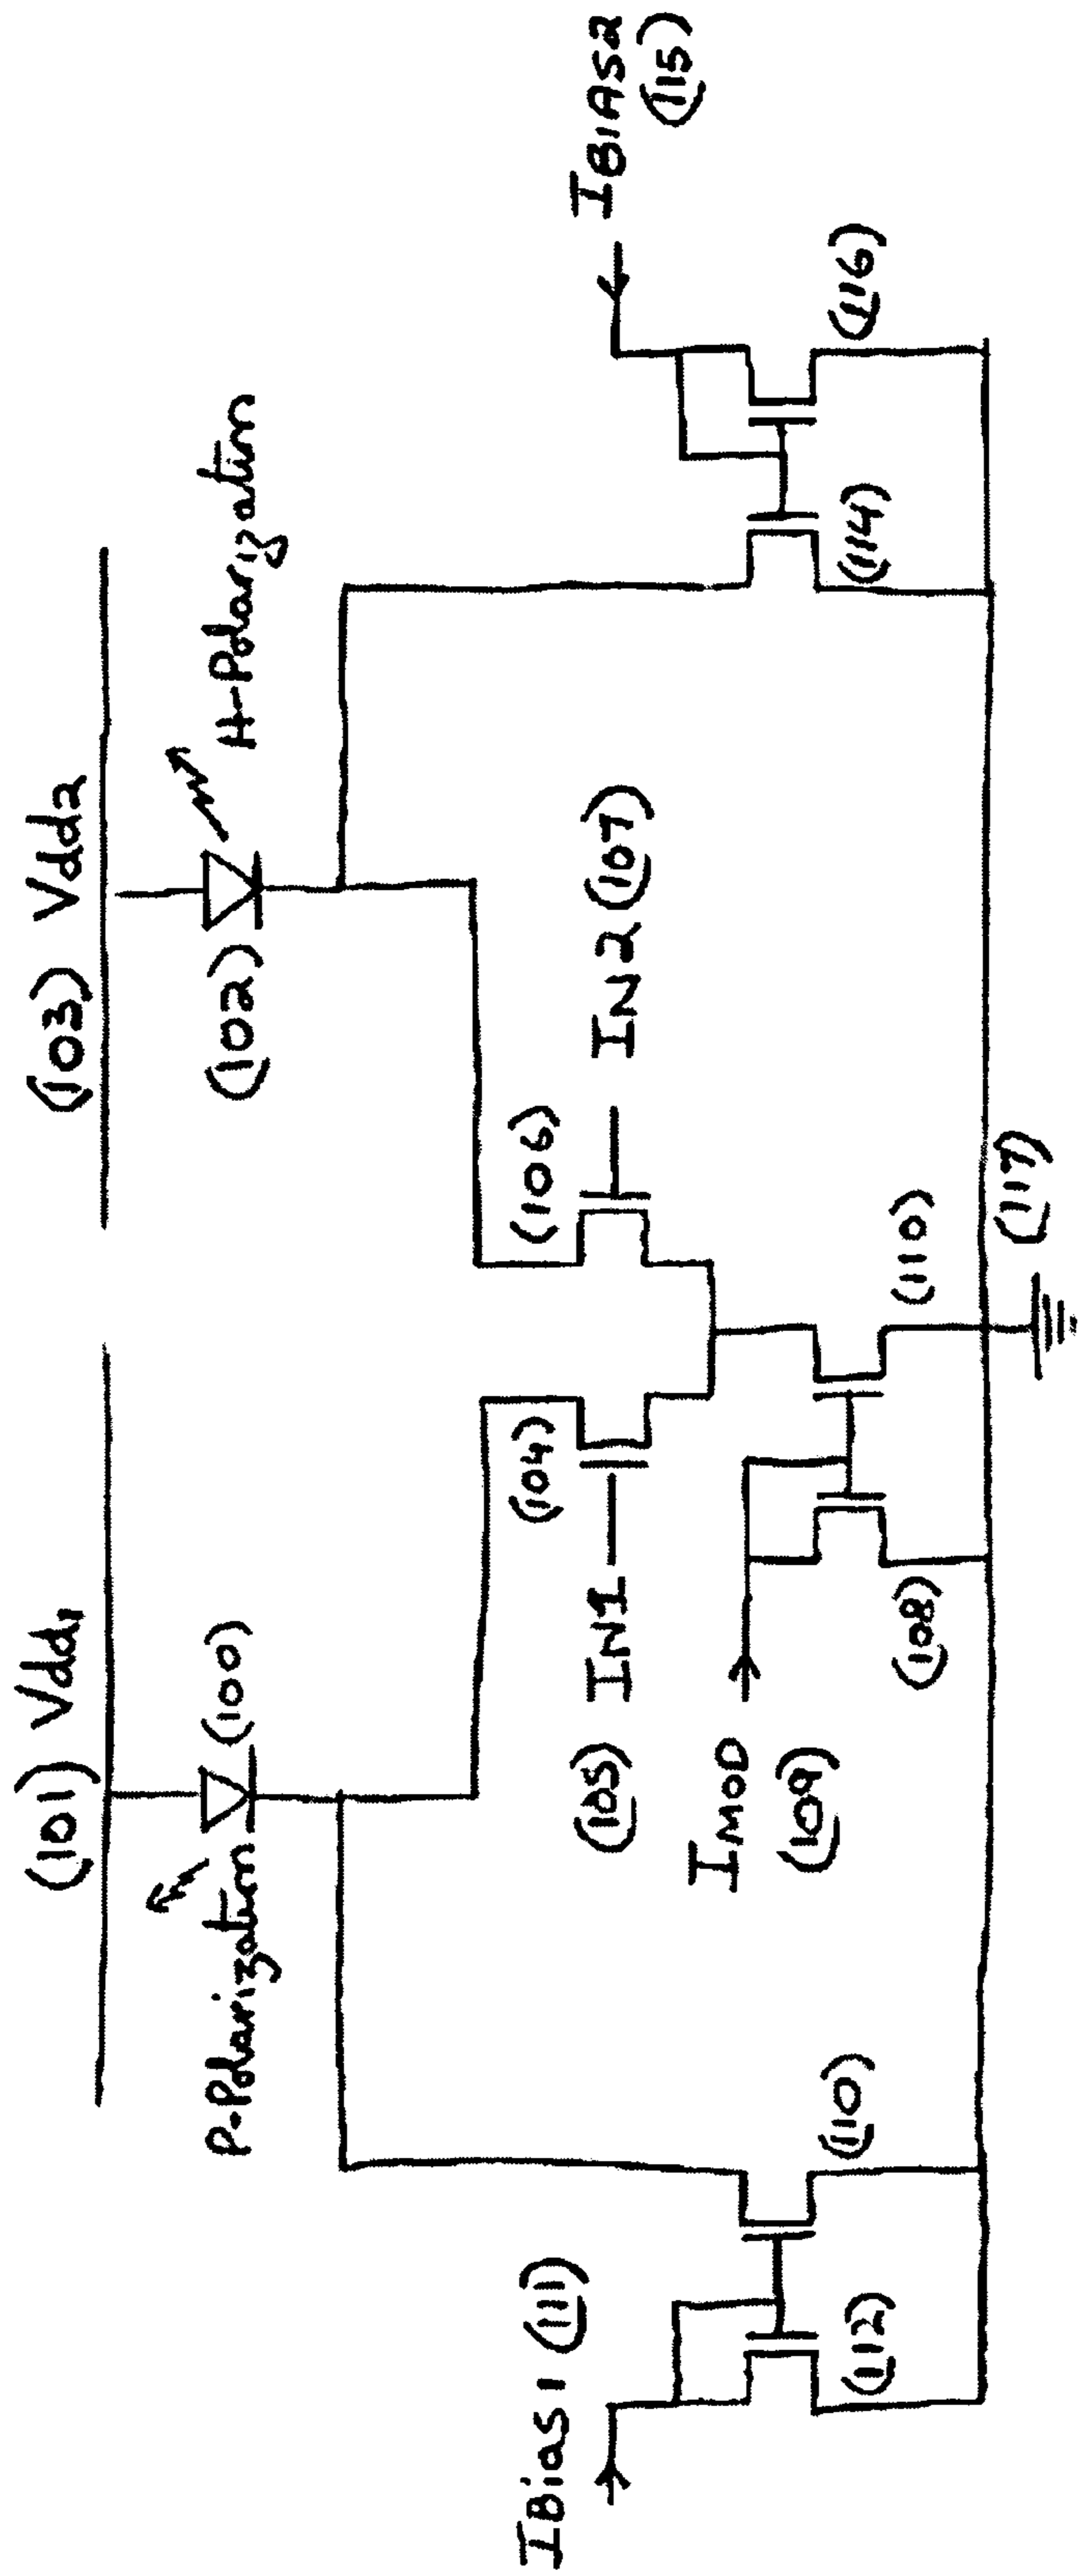 (101) Vdd1
(103) Vdd2
P-Polarization
(100)
(102)
H-Polarization
(104)
(106)
IBias1 (111)
(105) IN1
IN2 (107)
IBIAS2
(115)
IMOD
(109)
(112)
(110)
(108)
(110)
(114)
(116)
(117)